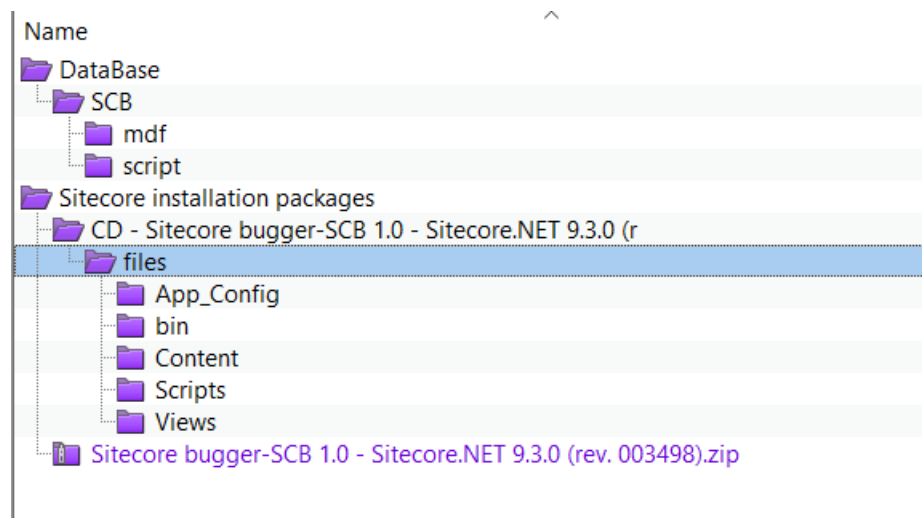 Name
DataBase
SCB
mdf
script
Sitecore installation packages
CD - Sitecore bugger-SCB 1.0 - Sitecore.NET 9.3.0 (r
files
App_Config
bin
Content
Scripts
Views
Sitecore bugger-SCB 1.0 - Sitecore.NET 9.3.0 (rev. 003498).zip